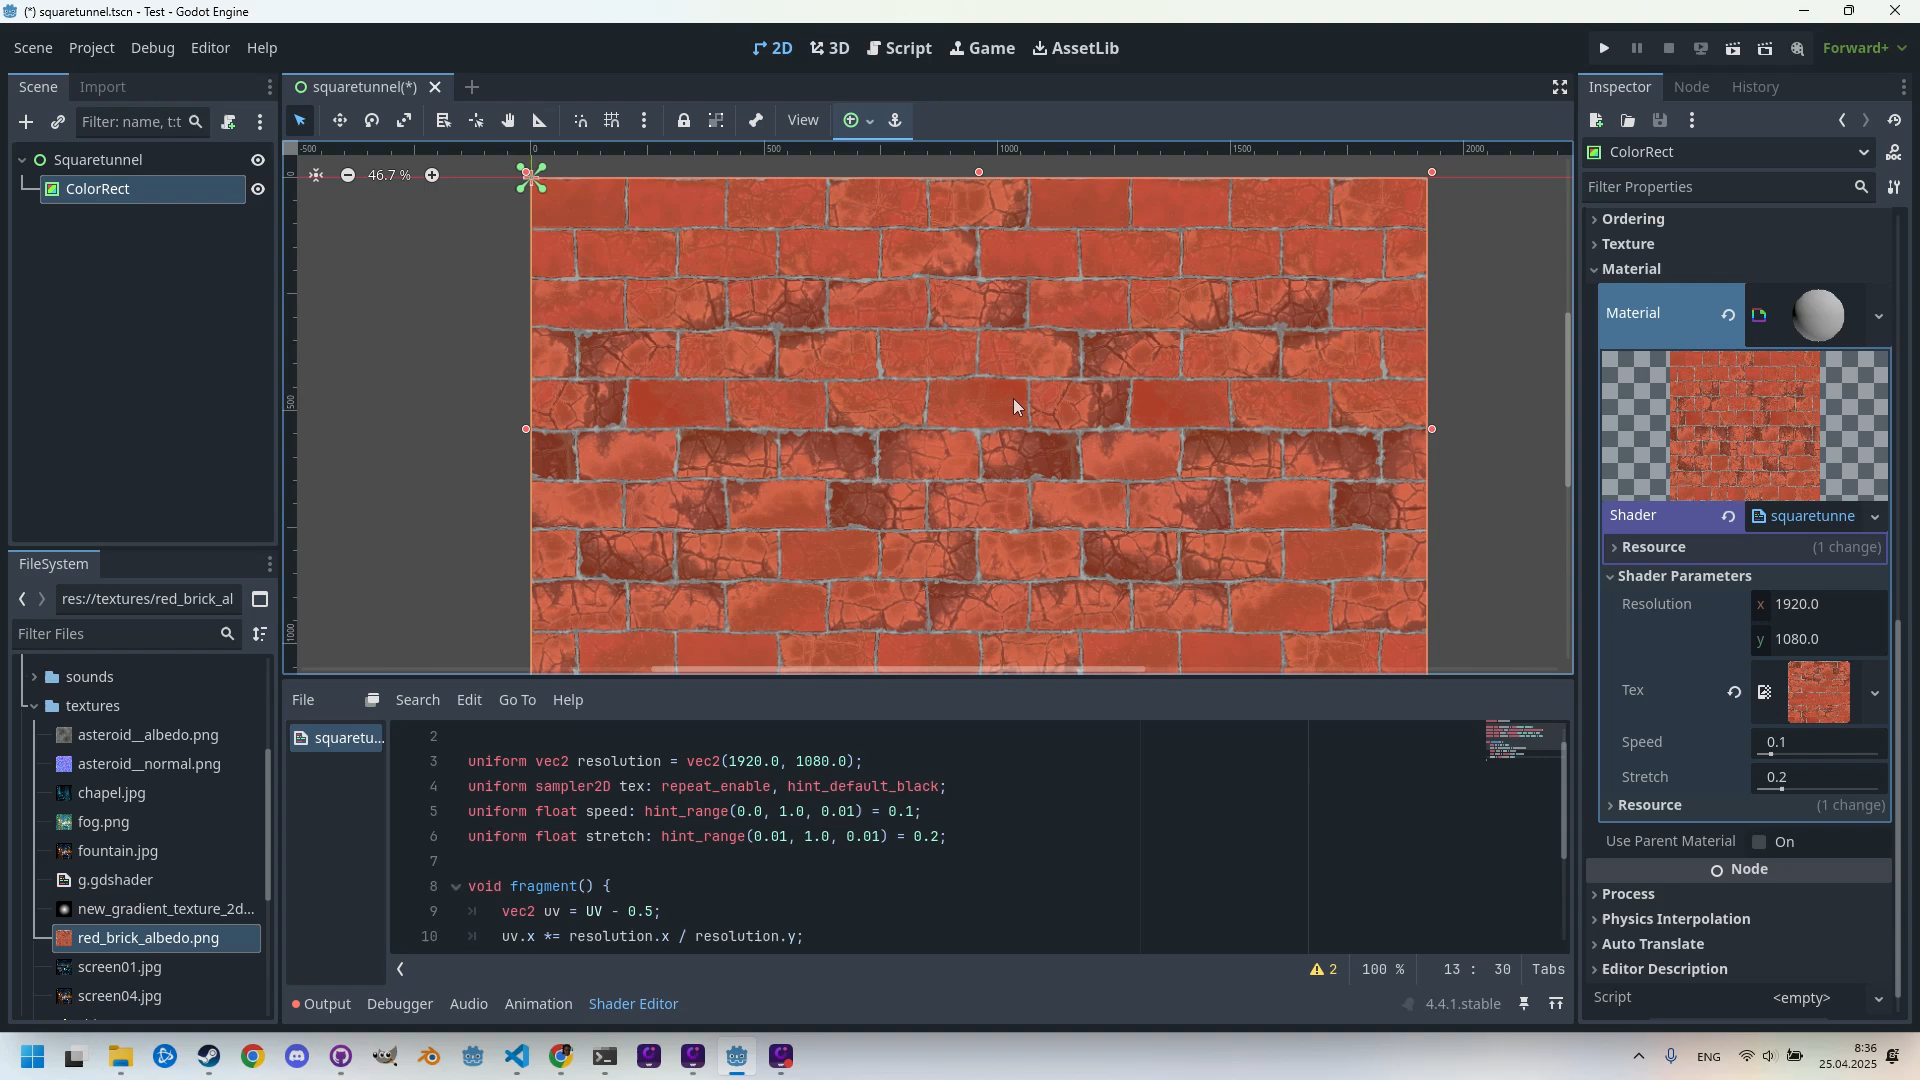 (*) squaretunnel.tscn - Test - Godot Engine
Scene Project Debug Editor Help
2D 3D Script Game AssetLib
Forward+
Scene Import
squaretunnel(*)
Inspector Node History
Filter: name, t:t
View
Squaretunnel
ColorRect
-500 0 500 1000 1500 2000
0
500
1000
46.7 %
ColorRect
Filter Properties
Ordering
Texture
Material
Material
Shader squaretunne
Resource (1 change)
Shader Parameters
Resolution x 1920.0
y 1080.0
Tex
Speed 0.1
Stretch 0.2
Resource (1 change)
Use Parent Material On
Node
Process
Physics Interpolation
Auto Translate
Editor Description
Script <empty>
FileSystem
res://textures/red_brick_al
Filter Files
sounds
textures
asteroid__albedo.png
asteroid__normal.png
chapel.jpg
fog.png
fountain.jpg
g.gdshader
new_gradient_texture_2d...
red_brick_albedo.png
screen01.jpg
screen04.jpg
File Search Edit Go To Help
squaretu...
2
3 uniform vec2 resolution = vec2(1920.0, 1080.0);
4 uniform sampler2D tex: repeat_enable, hint_default_black;
5 uniform float speed: hint_range(0.0, 1.0, 0.01) = 0.1;
6 uniform float stretch: hint_range(0.01, 1.0, 0.01) = 0.2;
7
8 void fragment() {
9 vec2 uv = UV - 0.5;
10 uv.x *= resolution.x / resolution.y;
2 100 % 13 : 30 Tabs
Output Debugger Audio Animation Shader Editor
4.4.1.stable
ENG
8:36
25.04.2025